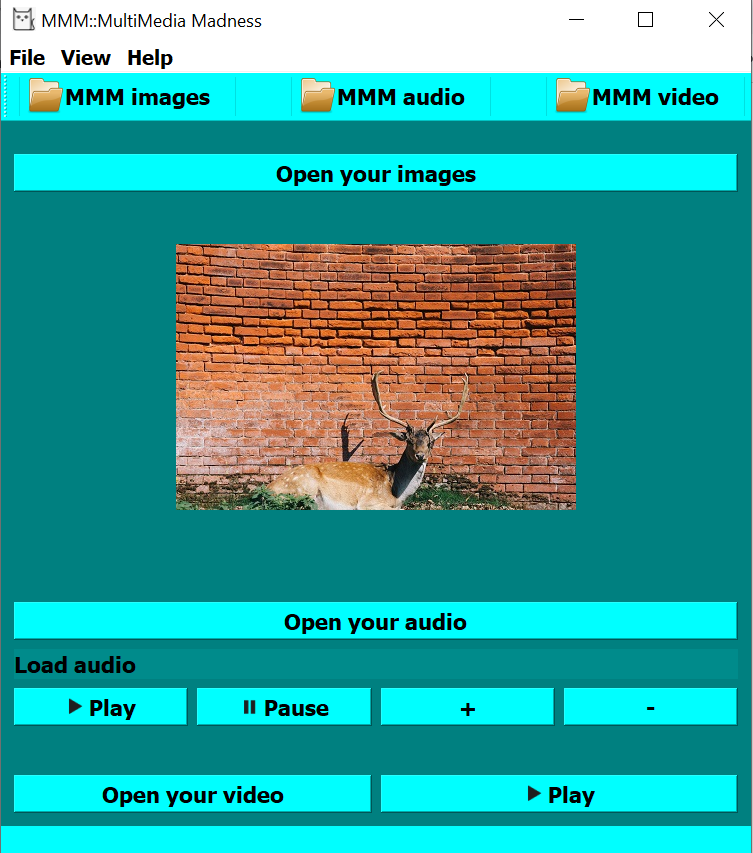 MMM::MultiMedia Madness
File View Help
MMM images MMM audio MMM video
Open your images
Open your audio
Load audio
Play Pause + -
Open your video Play